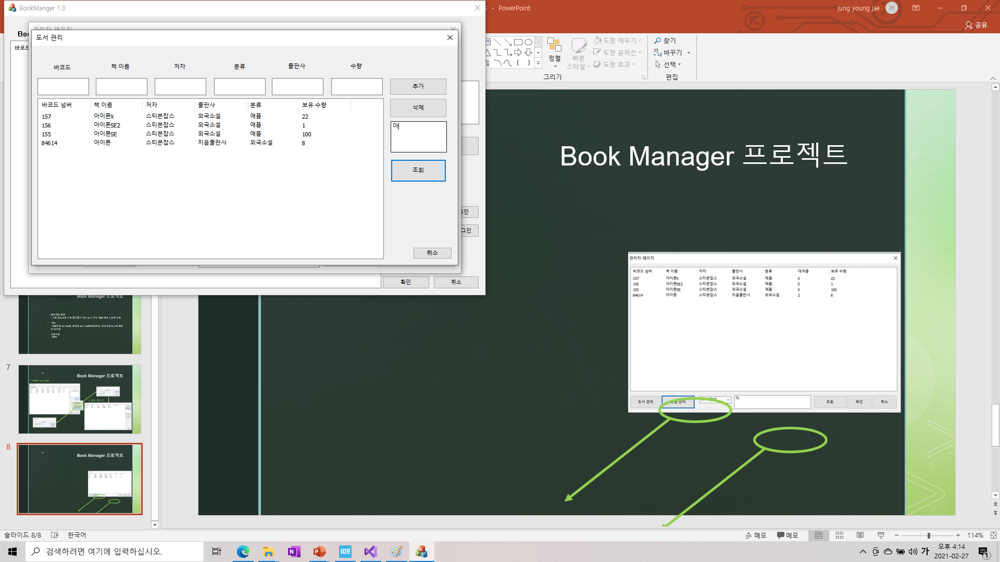 BookManger 1.0
- PowerPoint
jung young jae
JY
공유
관리자 페이지
도서 관리
바코드
책 이름
저자
분류
출판사
수량
추가
바코드 넘버
책 이름
저자
출판사
분류
보유 수량
삭제
157
아이폰X
스티븐잡스
외국소설
애플
22
156
아이폰SE2
스티븐잡스
외국소설
애플
1
155
아이폰SE
스티븐잡스
외국소설
애플
100
84614
아이폰
스티븐잡스
지음출판사
외국소설
8
애
조회
취소
확인
취소
정렬
빠른
스타일
도형 채우기
도형 윤곽선
도형 효과
그리기
찾기
바꾸기
선택
편집
Book Manager 프로젝트
관리자 페이지
바코드 넘버
책 이름
저자
출판사
분류
대여중
보유 수량
157
아이폰X
스티븐잡스
외국소설
애플
0
22
156
아이폰SE2
스티븐잡스
외국소설
애플
0
1
155
아이폰SE
스티븐잡스
외국소설
애플
0
100
84614
아이폰
스티븐잡스
지음출판사
외국소설
2
8
도서 관리
회원 관리
아
조회
확인
취소
Book Manager 프로젝트
7
Book Manager 프로젝트
8
Book Manager 프로젝트
슬라이드 8/8
한국어
메모
메모
114%
검색하려면 여기에 입력하십시오.
IDE
가
오후 4:14
2021-02-27
1